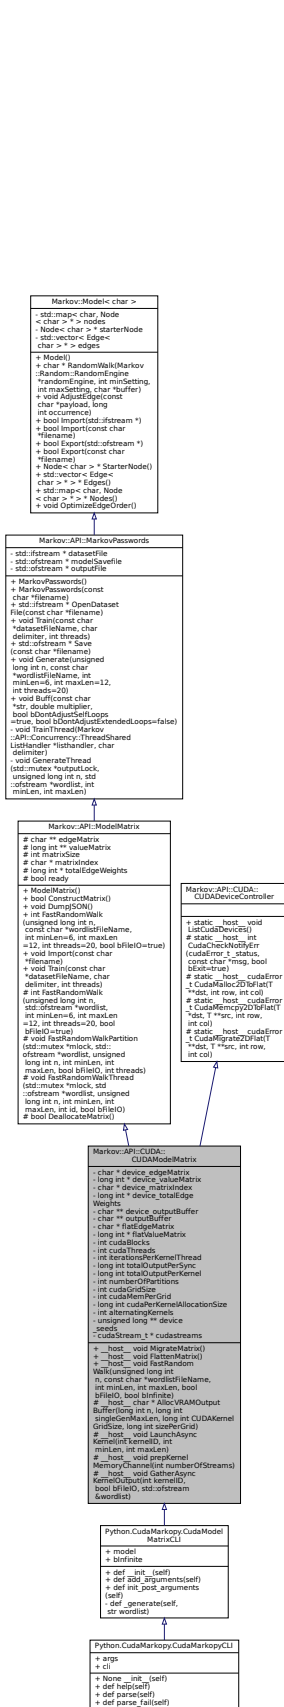 Markov::Model< char >
- std::map< char, Node
< char > * > nodes
- Node< char > * starterNode
- std::vector< Edge<
char > * > edges
+ Model()
+ char * RandomWalk(Markov
::Random::RandomEngine
*randomEngine, int minSetting,
int maxSetting, char *buffer)
+ void AdjustEdge(const
char *payload, long
int occurrence)
+ bool Import(std::ifstream *)
+ bool Import(const char
*filename)
+ bool Export(std::ofstream *)
+ bool Export(const char
*filename)
+ Node< char > * StarterNode()
+ std::vector< Edge<
char > * > * Edges()
+ std::map< char, Node
< char > * > * Nodes()
+ void OptimizeEdgeOrder()
Markov::API::MarkovPasswords
- std::ifstream * datasetFile
- std::ofstream * modelSavefile
- std::ofstream * outputFile
+ MarkovPasswords()
+ MarkovPasswords(const
char *filename)
+ std::ifstream * OpenDataset
File(const char *filename)
+ void Train(const char
*datasetFileName, char
delimiter, int threads)
+ std::ofstream * Save
(const char *filename)
+ void Generate(unsigned
long int n, const char
*wordlistFileName, int
minLen=6, int maxLen=12,
int threads=20)
+ void Buff(const char
*str, double multiplier,
bool bDontAdjustSelfLoops
=true, bool bDontAdjustExtendedLoops=false)
- void TrainThread(Markov
::API::Concurrency::ThreadShared
ListHandler *listhandler, char
delimiter)
- void GenerateThread
(std::mutex *outputLock,
unsigned long int n, std
::ofstream *wordlist, int
minLen, int maxLen)
Markov::API::ModelMatrix
# char ** edgeMatrix
# long int ** valueMatrix
# int matrixSize
# char * matrixIndex
# long int * totalEdgeWeights
# bool ready
+ ModelMatrix()
+ bool ConstructMatrix()
+ void DumpJSON()
+ int FastRandomWalk
(unsigned long int n,
const char *wordlistFileName,
int minLen=6, int maxLen
=12, int threads=20, bool bFileIO=true)
+ void Import(const char
*filename)
+ void Train(const char
*datasetFileName, char
delimiter, int threads)
# int FastRandomWalk
(unsigned long int n,
std::ofstream *wordlist,
int minLen=6, int maxLen
=12, int threads=20, bool
bFileIO=true)
# void FastRandomWalkPartition
(std::mutex *mlock, std::
ofstream *wordlist, unsigned
long int n, int minLen, int
maxLen, bool bFileIO, int threads)
# void FastRandomWalkThread
(std::mutex *mlock, std
::ofstream *wordlist, unsigned
long int n, int minLen, int
maxLen, int id, bool bFileIO)
# bool DeallocateMatrix()
Markov::API::CUDA::
CUDADeviceController
+ static __host__ void
ListCudaDevices()
# static __host__ int
CudaCheckNotifyErr
(cudaError_t _status,
const char *msg, bool
bExit=true)
# static __host__ cudaError
_t CudaMalloc2DToFlat(T
**dst, int row, int col)
# static __host__ cudaError
_t CudaMemcpy2DToFlat(T
*dst, T **src, int row,
int col)
# static __host__ cudaError
_t CudaMigrate2DFlat(T
**dst, T **src, int row,
int col)
Markov::API::CUDA::
CUDAModelMatrix
- char * device_edgeMatrix
- long int * device_valueMatrix
- char * device_matrixIndex
- long int * device_totalEdge
Weights
- char ** device_outputBuffer
- char ** outputBuffer
- char * flatEdgeMatrix
- long int * flatValueMatrix
- int cudaBlocks
- int cudaThreads
- int iterationsPerKernelThread
- long int totalOutputPerSync
- long int totalOutputPerKernel
- int numberOfPartitions
- int cudaGridSize
- int cudaMemPerGrid
- long int cudaPerKernelAllocationSize
- int alternatingKernels
- unsigned long ** device
_seeds
- cudaStream_t * cudastreams
+ __host__ void MigrateMatrix()
+ __host__ void FlattenMatrix()
+ __host__ void FastRandom
Walk(unsigned long int
n, const char *wordlistFileName,
int minLen, int maxLen, bool
bFileIO, bool bInfinite)
# __host__ char * AllocVRAMOutput
Buffer(long int n, long int
singleGenMaxLen, long int CUDAKernel
GridSize, long int sizePerGrid)
# __host__ void LaunchAsync
Kernel(int kernelID, int
minLen, int maxLen)
# __host__ void prepKernel
MemoryChannel(int numberOfStreams)
# __host__ void GatherAsync
KernelOutput(int kernelID,
bool bFileIO, std::ofstream
&wordlist)
Python.CudaMarkopy.CudaModel
MatrixCLI
+ model
+ bInfinite
+ def __init__(self)
+ def add_arguments(self)
+ def init_post_arguments
(self)
- def _generate(self,
str wordlist)
Python.CudaMarkopy.CudaMarkopyCLI
+ args
+ cli
+ None __init__(self)
+ def help(self)
+ def parse(self)
+ def parse_fail(self)